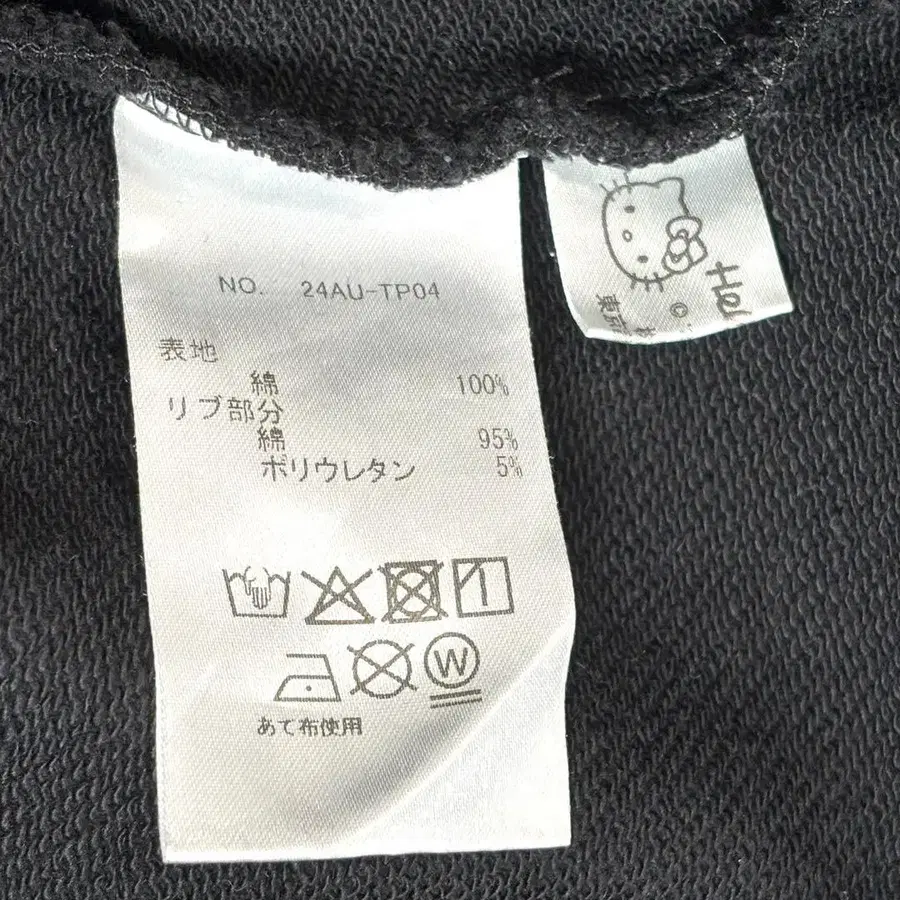 NO. 24AU-TP04
表地
綿 100%
リブ部分
綿 95%
ポリウレタン 5%
W
あて布使用
©